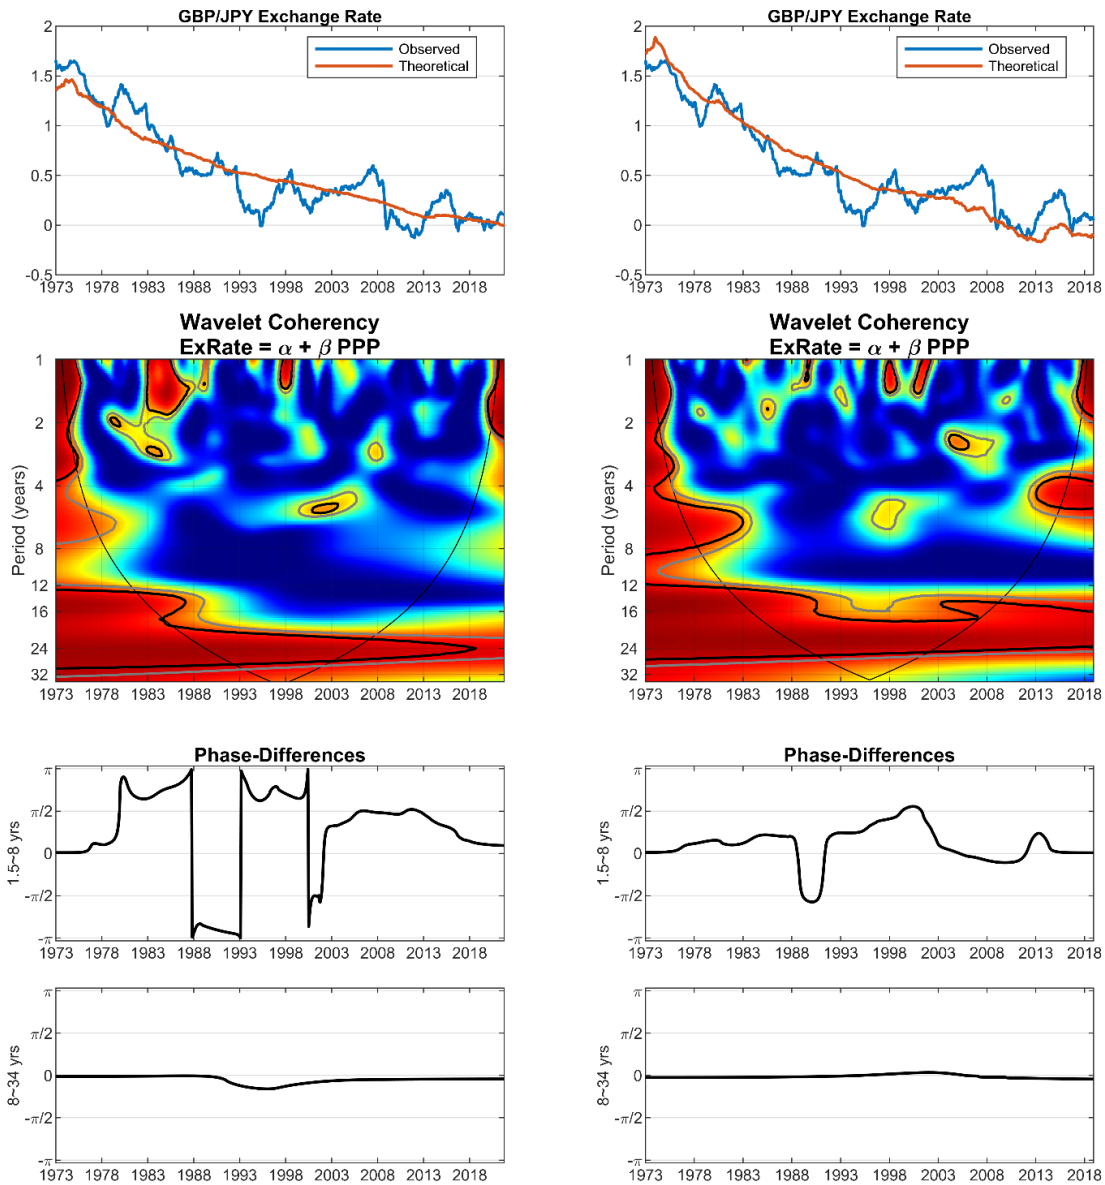 GBP/JPY Exchange Rate
2
1.5
1
0.5
0
-0.5
Observed
Theoretical
1973 1978 1983 1988 1993 1998 2003 2008 2013 2018
GBP/JPY Exchange Rate
2
1.5
1
0.5
0
-0.5
Observed
Theoretical
1973 1978 1983 1988 1993 1998 2003 2008 2013 2018
Wavelet Coherency
ExRate = α + β PPP
Period (years)
1
2
4
8
12
16
24
32
1973 1978 1983 1988 1993 1998 2003 2008 2013 2018
Wavelet Coherency
ExRate = α + β PPP
Period (years)
1
2
4
8
12
16
24
32
1973 1978 1983 1988 1993 1998 2003 2008 2013 2018
Phase-Differences
1.5~8 yrs
π
π/2
0
-π/2
-π
1973 1978 1983 1988 1993 1998 2003 2008 2013 2018
Phase-Differences
1.5~8 yrs
π
π/2
0
-π/2
-π
1973 1978 1983 1988 1993 1998 2003 2008 2013 2018
8~34 yrs
π
π/2
0
-π/2
-π
1973 1978 1983 1988 1993 1998 2003 2008 2013 2018
8~34 yrs
π
π/2
0
-π/2
-π
1973 1978 1983 1988 1993 1998 2003 2008 2013 2018